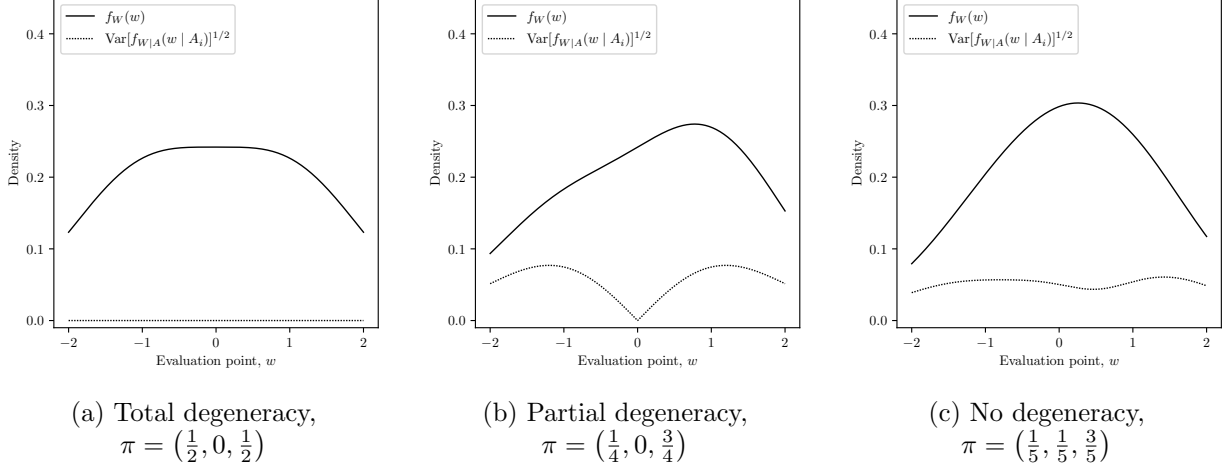 f_W(w)
Var[f_{W|A}(w | A_i)]^{1/2}
0.4
0.3
0.2
0.1
0.0
Density
−2 −1 0 1 2
Evaluation point, w
(a) Total degeneracy,
π = (1/2, 0, 1/2)
f_W(w)
Var[f_{W|A}(w | A_i)]^{1/2}
0.4
0.3
0.2
0.1
0.0
Density
−2 −1 0 1 2
Evaluation point, w
(b) Partial degeneracy,
π = (1/4, 0, 3/4)
f_W(w)
Var[f_{W|A}(w | A_i)]^{1/2}
0.4
0.3
0.2
0.1
0.0
Density
−2 −1 0 1 2
Evaluation point, w
(c) No degeneracy,
π = (1/5, 1/5, 3/5)